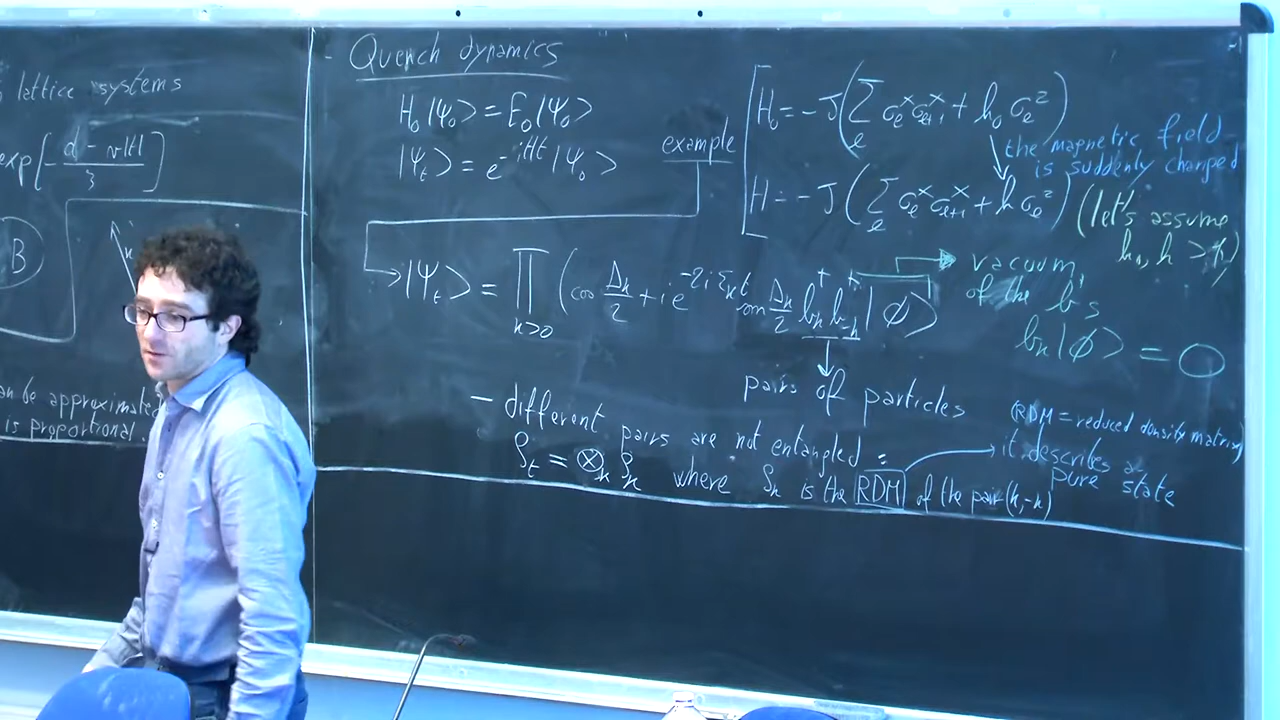 lattice systems
exp[- d - v|t| / ξ]
B
can be approximated
is proportional
- Quench dynamics
H₀|ψ₀> = E₀|ψ₀>
|ψₜ> = e^{-iHt}|ψ₀>
example
H₀ = -J(Σ_ℓ σ_ℓ^x σ_{ℓ+1}^x + h₀ σ_ℓ^z)
the magnetic field
is suddenly changed
H = -J(Σ_ℓ σ_ℓ^x σ_{ℓ+1}^x + h σ_ℓ^z)
(let's assume
h₀, h > 1)
|Ψₜ> = ∏_{k>0} (cos Δₖ/2 + i e^{-2iεₖt} sin Δₖ/2 b†ₖ b†₋ₖ |ø>
vacuum
of the b's
bₖ|ø> = 0
pairs of particles
- different pairs are not entangled :
ρₜ = ⊗ₖ ρₖ where ρₖ is the RDM of the pair (k,-k)
(RDM = reduced density matrix)
it describes a
pure state